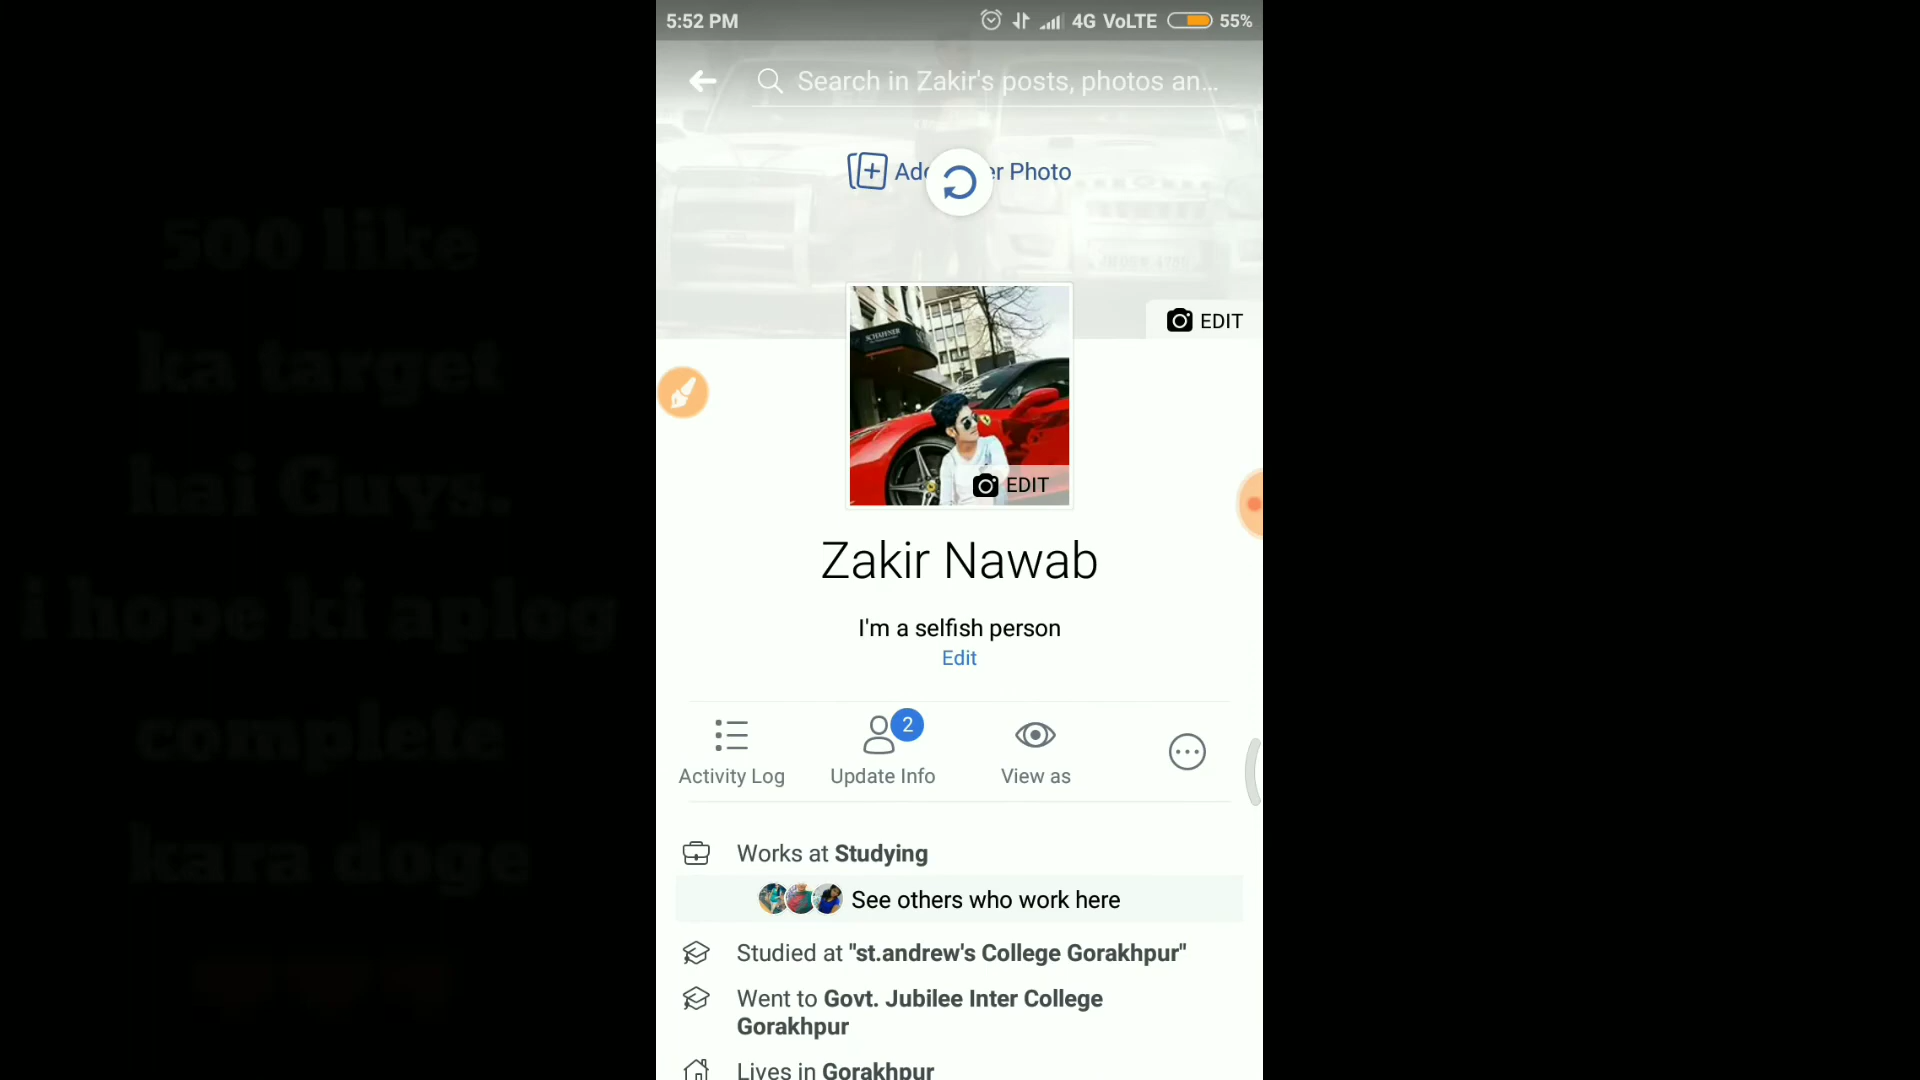 5:52 PM
4G VoLTE
55%
Search in Zakir's posts, photos an...
er Photo
EDIT
EDIT
Zakir Nawab
I'm a selfish person
Edit
2
Activity Log
Update Info
View as
Works at Studying
See others who work here
Studied at "st.andrew's College Gorakhpur"
Went to Govt. Jubilee Inter College
Gorakhpur
Lives in Gorakhpur
500 like
ka target
hai Guys.
i hope ki aplog
complete
kara doge